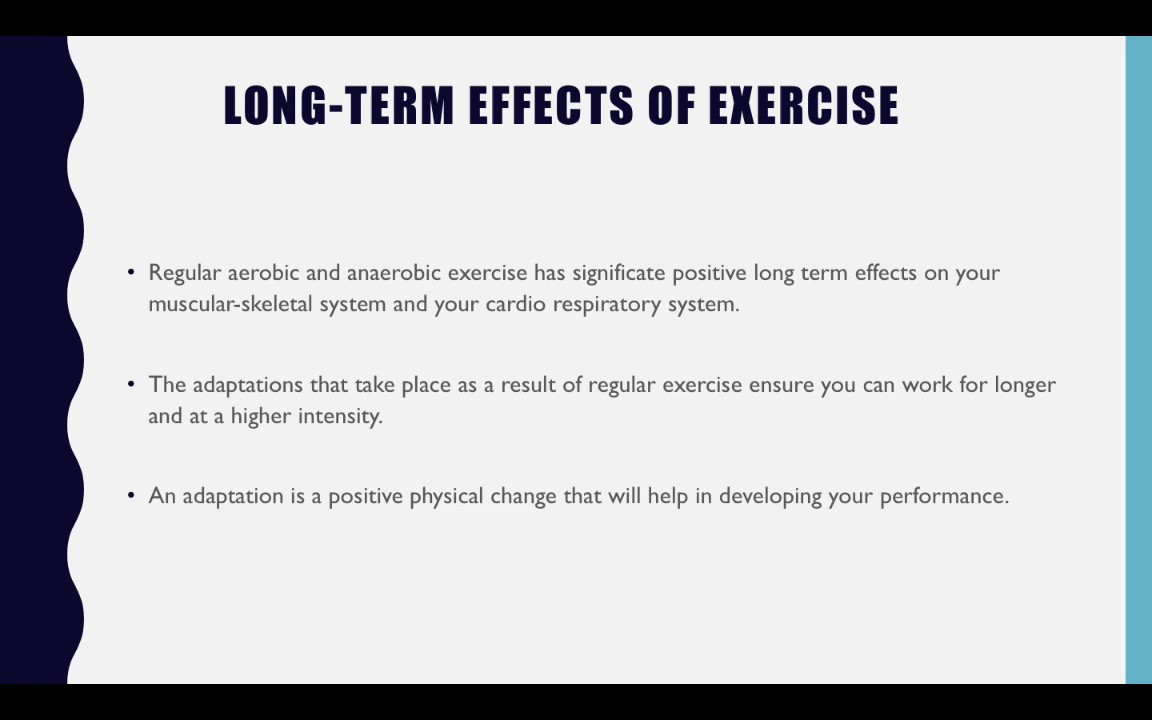 LONG-TERM EFFECTS OF EXERCISE
• Regular aerobic and anaerobic exercise has significate positive long term effects on your
muscular-skeletal system and your cardio respiratory system.
• The adaptations that take place as a result of regular exercise ensure you can work for longer
and at a higher intensity.
• An adaptation is a positive physical change that will help in developing your performance.